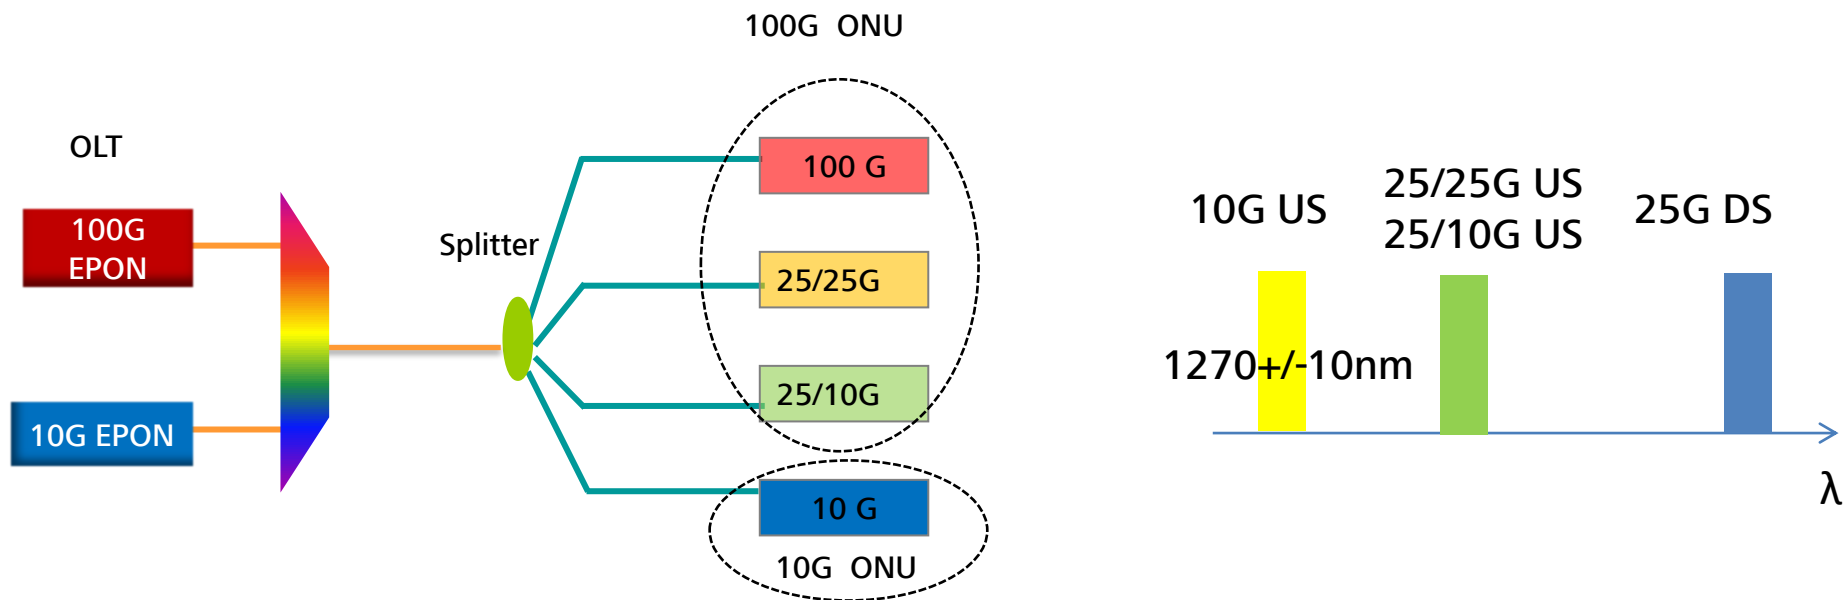 100G ONU
OLT
100G
EPON
10G EPON
Splitter
100 G
25/25G
25/10G
10 G
10G ONU
10G US
25/25G US
25/10G US
25G DS
1270+/-10nm
λ